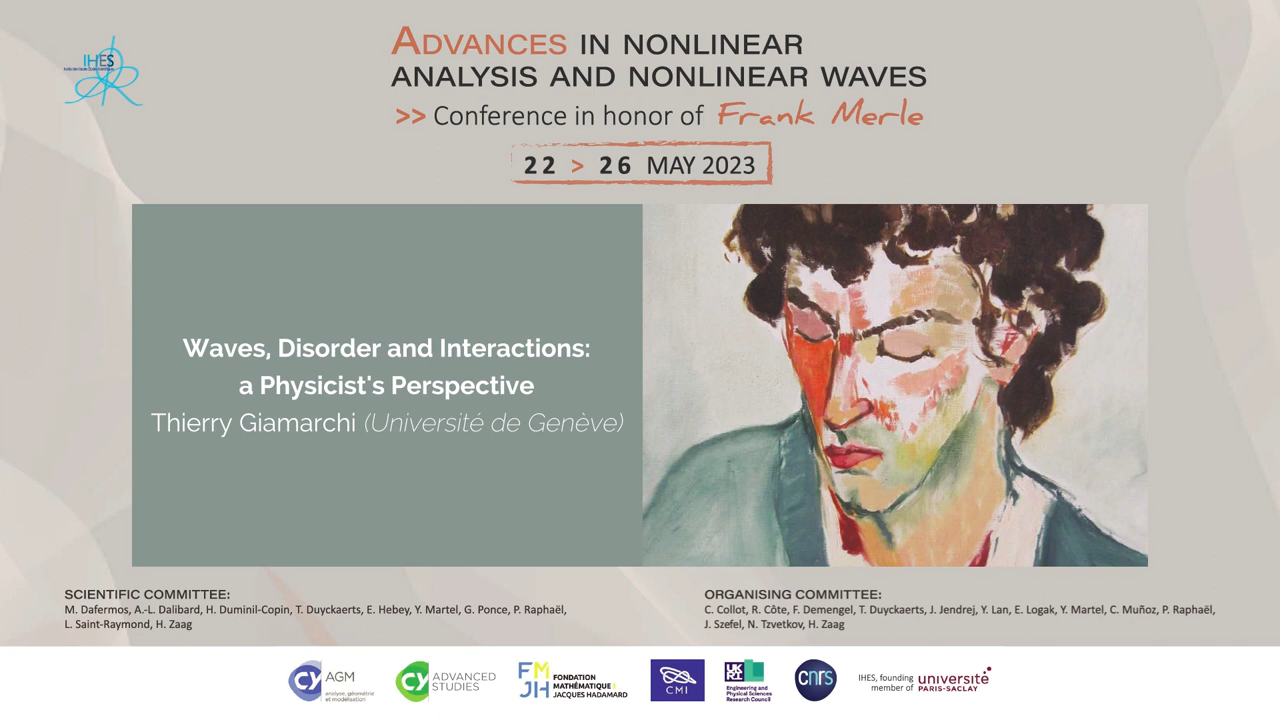 IHES
ADVANCES IN NONLINEAR
ANALYSIS AND NONLINEAR WAVES
>> Conference in honor of Frank Merle
22 > 26 MAY 2023
Waves, Disorder and Interactions:
a Physicist's Perspective
Thierry Giamarchi (Université de Genève)
SCIENTIFIC COMMITTEE:
M. Dafermos, A.-L. Dalibard, H. Duminil-Copin, T. Duyckaerts, E. Hebey, Y. Martel, G. Ponce, P. Raphaël,
L. Saint-Raymond, H. Zaag
ORGANISING COMMITTEE:
C. Collot, R. Côte, F. Demengel, T. Duyckaerts, J. Jendrej, Y. Lan, E. Logak, Y. Martel, C. Muñoz, P. Raphaël,
J. Szefel, N. Tzvetkov, H. Zaag
CY AGM
analyse, géométrie
et modélisation
CY ADVANCED
STUDIES
FMJH
FONDATION
MATHÉMATIQUE
JACQUES HADAMARD
CMI
UKRI
Engineering and
Physical Sciences
Research Council
cnrs
IHES, founding
member of
université
PARIS-SACLAY